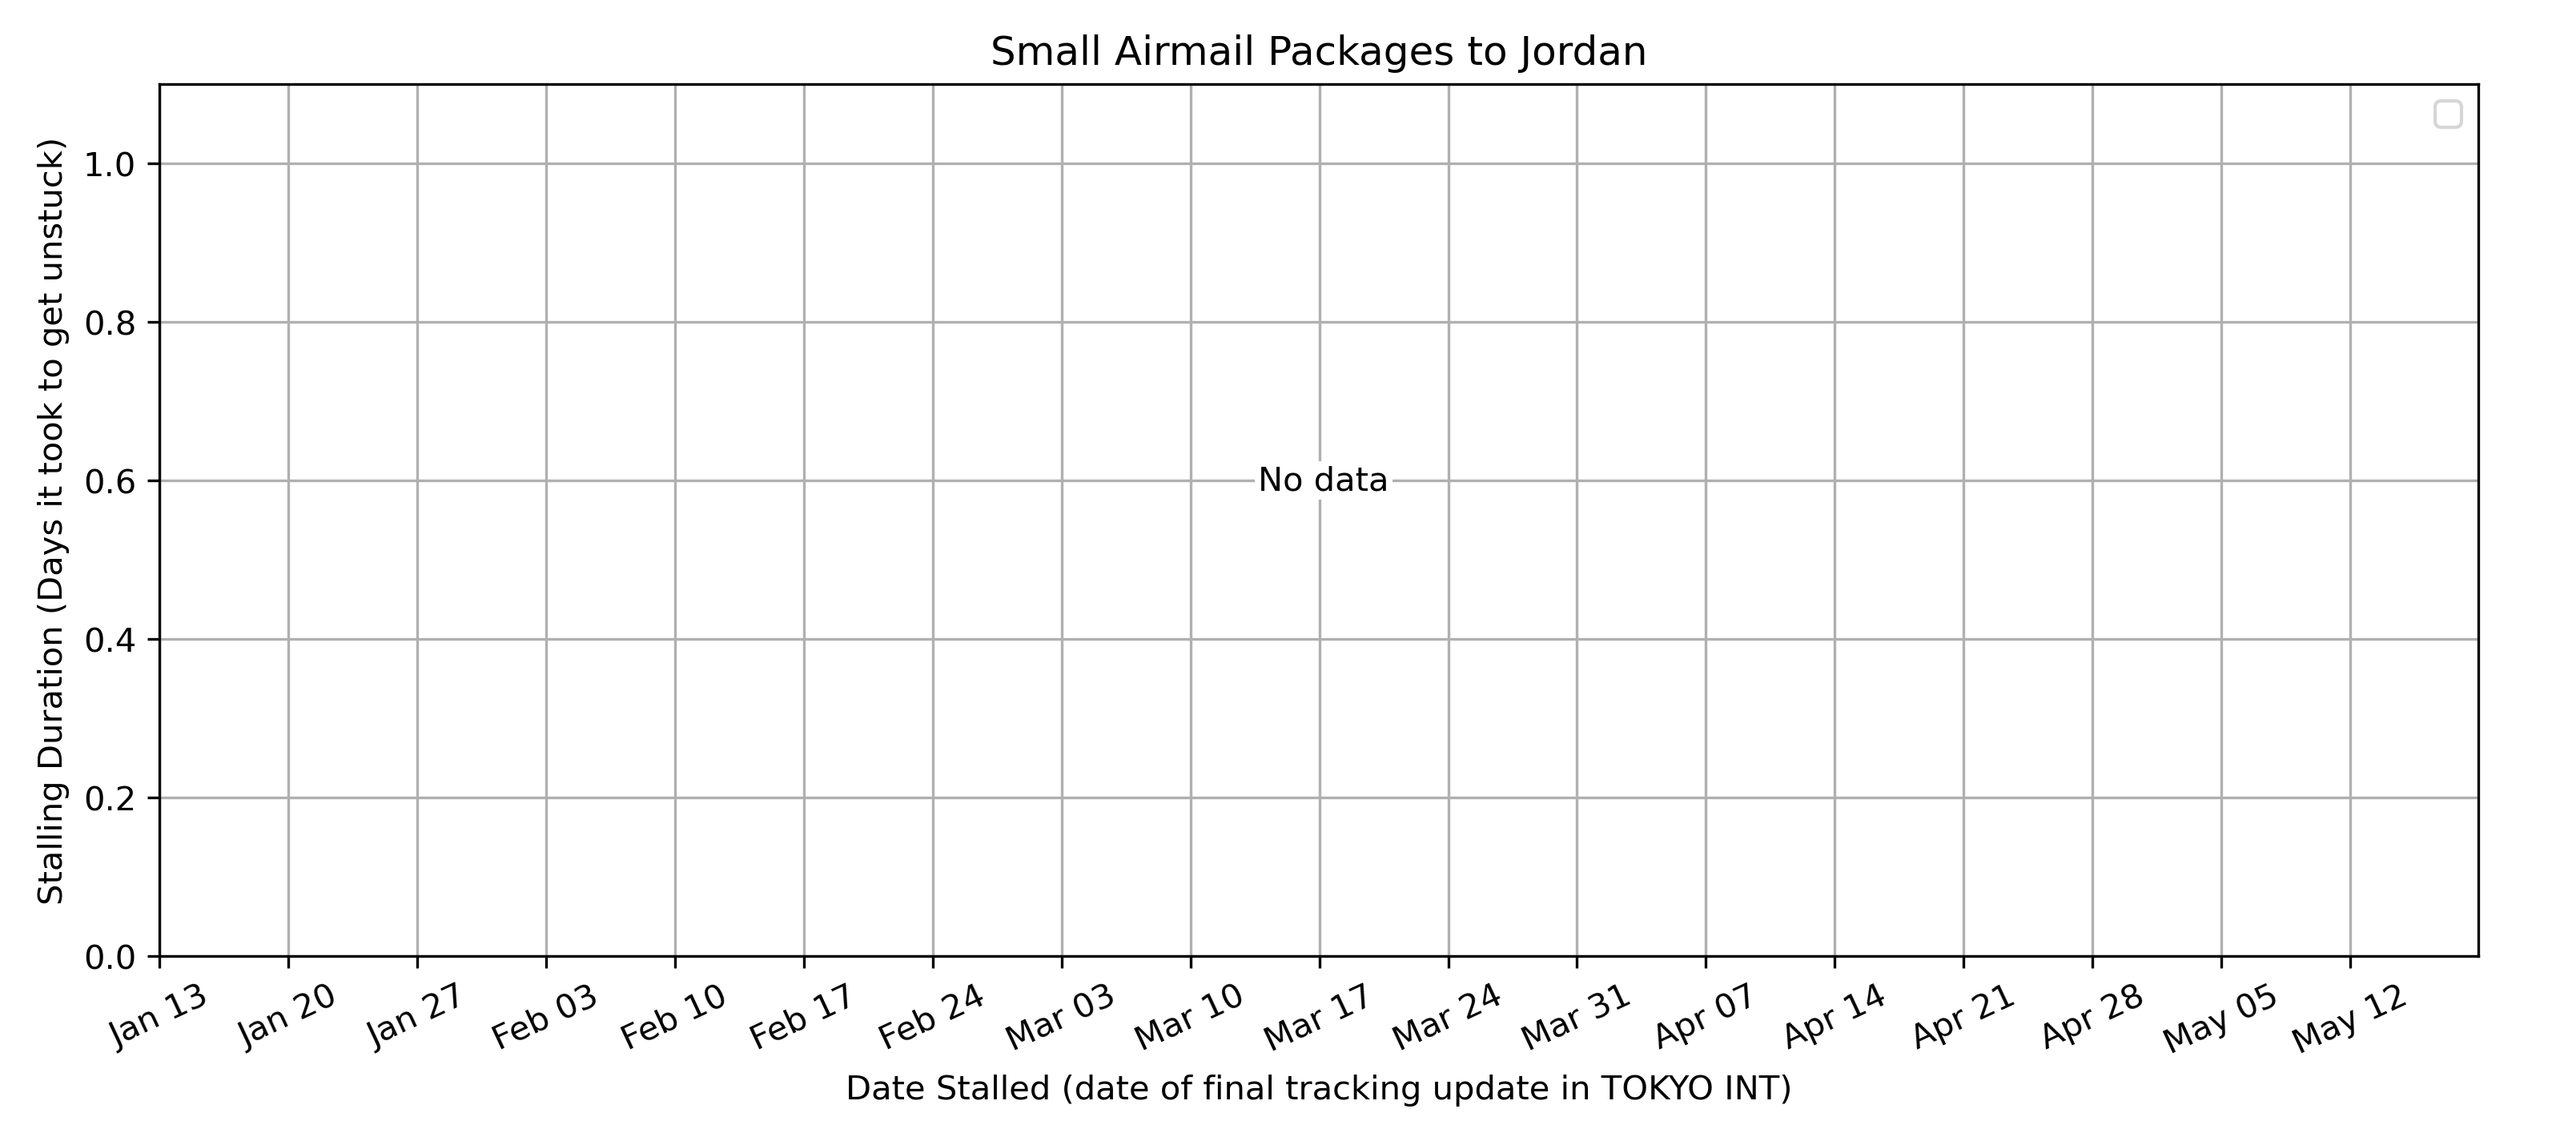 Small Airmail Packages to Jordan
Stalling Duration (Days it took to get unstuck)
1.0
0.8
0.6
0.4
0.2
0.0
No data
Jan 13
Jan 20
Jan 27
Feb 03
Feb 10
Feb 17
Feb 24
Mar 03
Mar 10
Mar 17
Mar 24
Mar 31
Apr 07
Apr 14
Apr 21
Apr 28
May 05
May 12
Date Stalled (date of final tracking update in TOKYO INT)